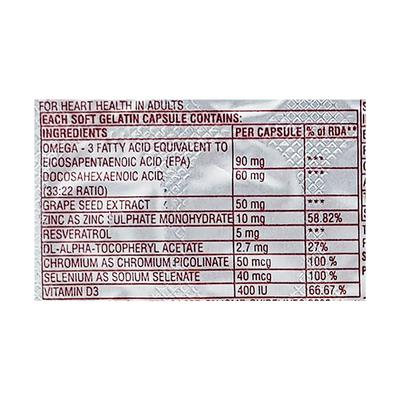 FOR HEART HEALTH IN ADULTS
EACH SOFT GELATIN CAPSULE CONTAINS:
INGREDIENTS PER CAPSULE % of RDA**
OMEGA - 3 FATTY ACID EQUIVALENT TO
EICOSAPENTAENOIC ACID (EPA) 90 mg ***
DOCOSAHEXAENOIC ACID 60 mg ***
(33:22 RATIO)
GRAPE SEED EXTRACT 50 mg ***
ZINC AS ZINC SULPHATE MONOHYDRATE 10 mg 58.82%
RESVERATROL 5 mg ***
DL-ALPHA-TOCOPHERYL ACETATE 2.7 mg 27%
CHROMIUM AS CHROMIUM PICOLINATE 50 mcg 100 %
SELENIUM AS SODIUM SELENATE 40 mcg 100 %
VITAMIN D3 400 IU 66.67 %